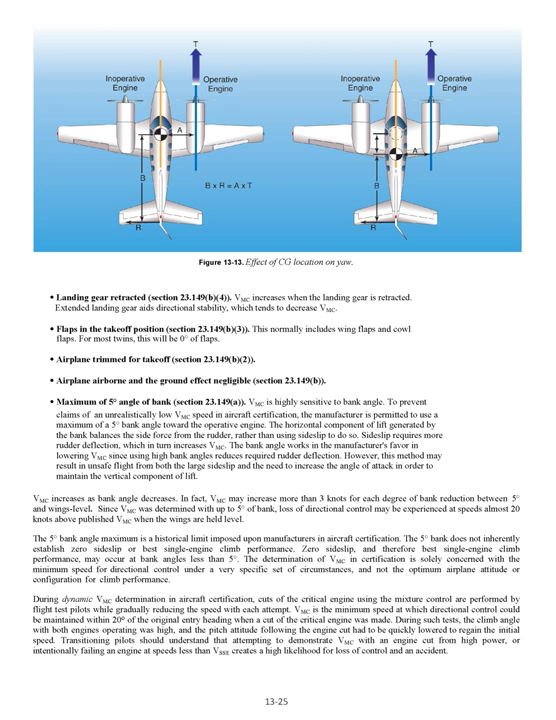 T T
Inoperative Engine Operative Engine Inoperative Engine Operative Engine
A A
B B x R = A x T B
R R
Figure 13-13. Effect of CG location on yaw.
• Landing gear retracted (section 23.149(b)(4)). VMC increases when the landing gear is retracted.
Extended landing gear aids directional stability, which tends to decrease VMC.
• Flaps in the takeoff position (section 23.149(b)(3)). This normally includes wing flaps and cowl
flaps. For most twins, this will be 0° of flaps.
• Airplane trimmed for takeoff (section 23.149(b)(2)).
• Airplane airborne and the ground effect negligible (section 23.149(b)).
• Maximum of 5° angle of bank (section 23.149(a)). VMC is highly sensitive to bank angle. To prevent
claims of an unrealistically low VMC speed in aircraft certification, the manufacturer is permitted to use a
maximum of a 5° bank angle toward the operative engine. The horizontal component of lift generated by
the bank balances the side force from the rudder, rather than using sideslip to do so. Sideslip requires more
rudder deflection, which in turn increases VMC. The bank angle works in the manufacturer's favor in
lowering VMC since using high bank angles reduces required rudder deflection. However, this method may
result in unsafe flight from both the large sideslip and the need to increase the angle of attack in order to
maintain the vertical component of lift.
VMC increases as bank angle decreases. In fact, VMC may increase more than 3 knots for each degree of bank reduction between 5°
and wings-level. Since VMC was determined with up to 5° of bank, loss of directional control may be experienced at speeds almost 20
knots above published VMC when the wings are held level.
The 5° bank angle maximum is a historical limit imposed upon manufacturers in aircraft certification. The 5° bank does not inherently
establish zero sideslip or best single-engine climb performance. Zero sideslip, and therefore best single-engine climb
performance, may occur at bank angles less than 5°. The determination of VMC in certification is solely concerned with the
minimum speed for directional control under a very specific set of circumstances, and not the optimum airplane attitude or
configuration for climb performance.
During dynamic VMC determination in aircraft certification, cuts of the critical engine using the mixture control are performed by
flight test pilots while gradually reducing the speed with each attempt. VMC is the minimum speed at which directional control could
be maintained within 20° of the original entry heading when a cut of the critical engine was made. During such tests, the climb angle
with both engines operating was high, and the pitch attitude following the engine cut had to be quickly lowered to regain the initial
speed. Transitioning pilots should understand that attempting to demonstrate VMC with an engine cut from high power, or
intentionally failing an engine at speeds less than VSSE creates a high likelihood for loss of control and an accident.
13-25